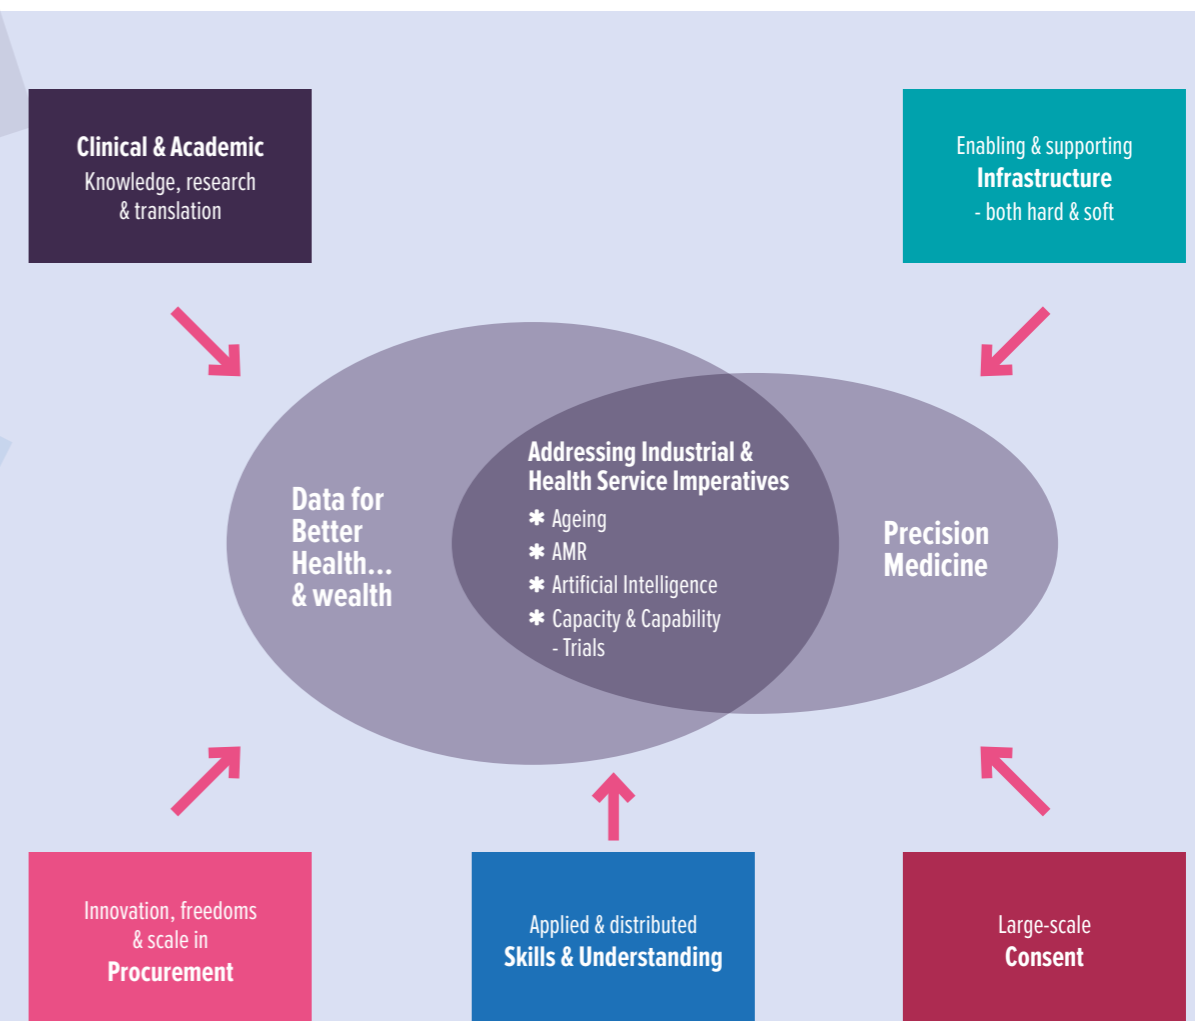 Clinical & Academic
Knowledge, research
& translation
Enabling & supporting
Infrastructure
- both hard & soft
Data for
Better
Health...
& wealth
Addressing Industrial &
Health Service Imperatives
✱ Ageing
✱ AMR
✱ Artificial Intelligence
✱ Capacity & Capability
- Trials
Precision
Medicine
Innovation, freedoms
& scale in
Procurement
Applied & distributed
Skills & Understanding
Large-scale
Consent